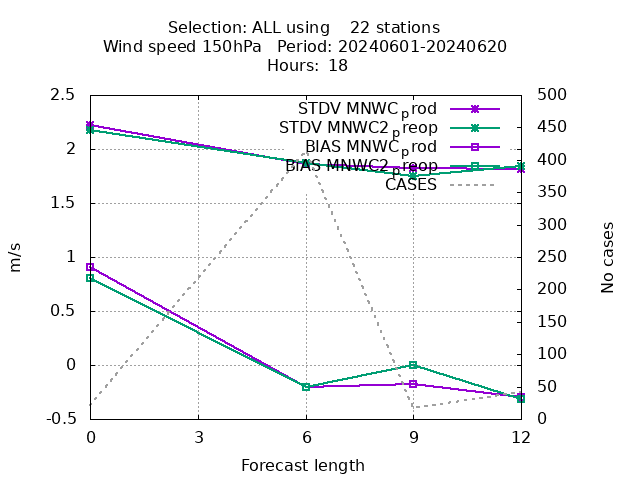 Selection: ALL using 22 stations
Wind speed 150hPa Period: 20240601-20240620
Hours: 18
STDV MNWC_prod
STDV MNWC2_preop
BIAS MNWC_prod
BIAS MNWC2_preop
CASES
2.5
2
1.5
1
0.5
0
-0.5
m/s
500
450
400
350
300
250
200
150
100
50
0
No cases
0 3 6 9 12
Forecast length